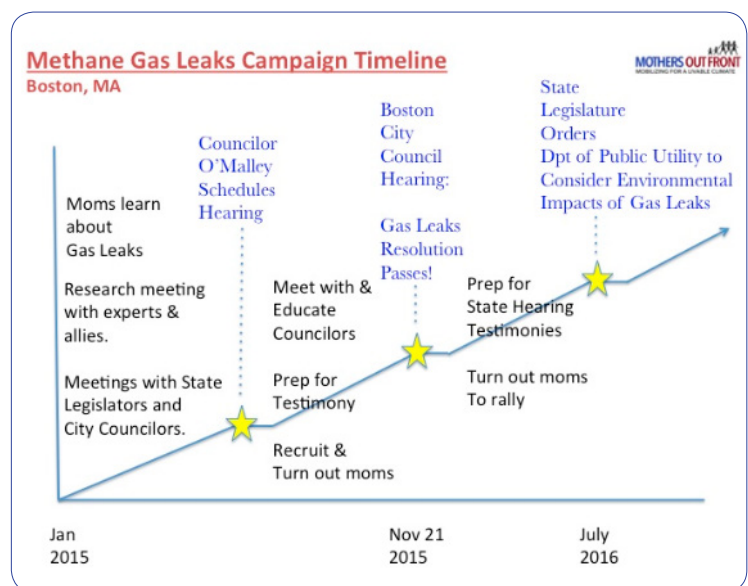 Methane Gas Leaks Campaign Timeline
Boston, MA
MOTHERS OUT FRONT
MOBILIZING FOR A LIVABLE CLIMATE
Councilor
O'Malley
Schedules
Hearing
Boston
City
Council
Hearing:
Gas Leaks
Resolution
Passes!
State
Legislature
Orders
Dpt of Public Utility to
Consider Environmental
Impacts of Gas Leaks
Moms learn
about
Gas Leaks
Research meeting
with experts &
allies.
Meetings with State
Legislators and
City Councilors.
Meet with &
Educate
Councilors
Prep for
Testimony
Recruit &
Turn out moms
Prep for
State Hearing
Testimonies
Turn out moms
To rally
Jan
2015
Nov 21
2015
July
2016